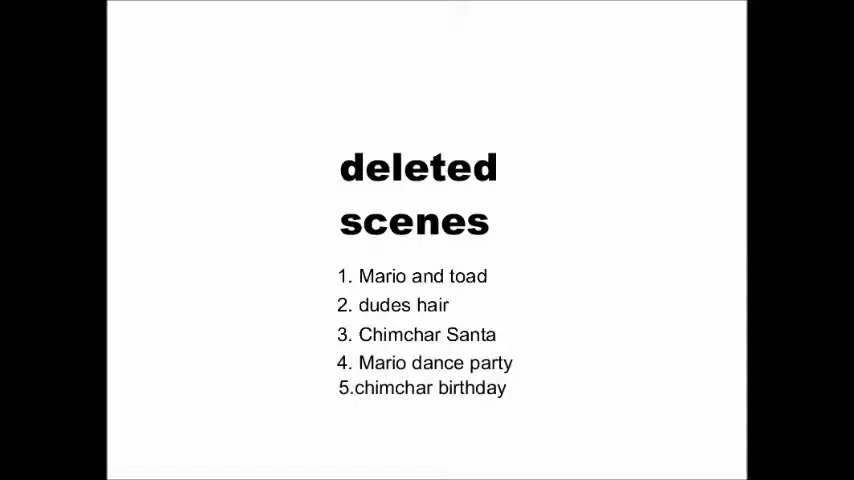 deleted
scenes
1. Mario and toad
2. dudes hair
3. Chimchar Santa
4. Mario dance party
5.chimchar birthday